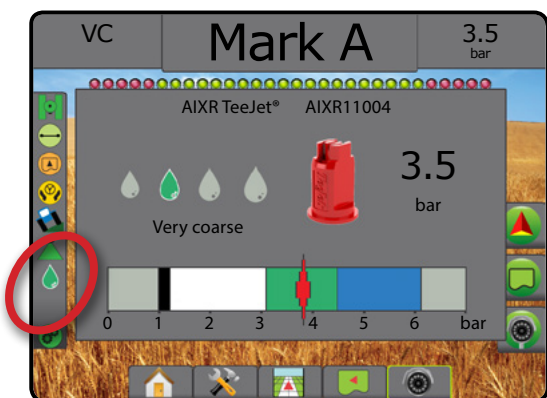 VC
Mark A
3.5
bar
AIXR TeeJet® AIXR11004
3.5
bar
Very coarse
0 1 2 3 4 5 6 bar